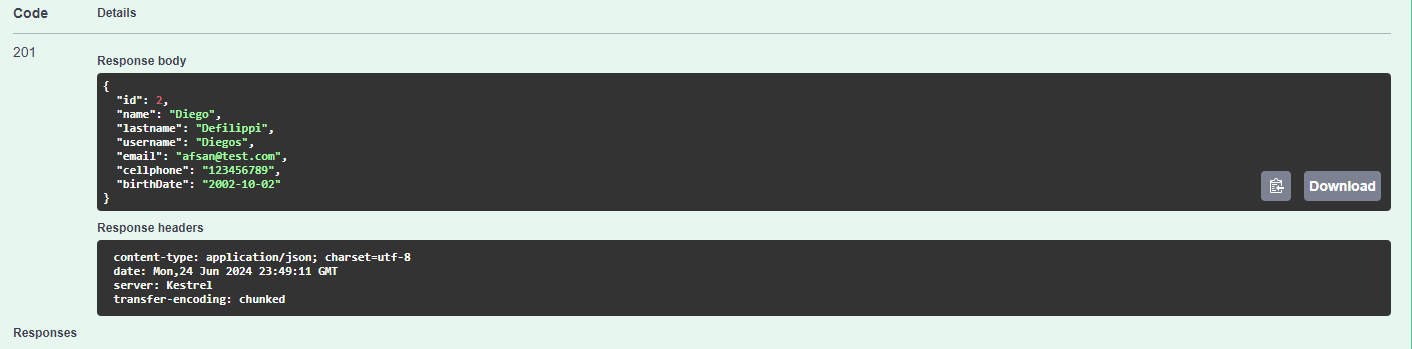 Code Details
201
Response body
{
  "id": 2,
  "name": "Diego",
  "lastname": "Defilippi",
  "username": "Diegos",
  "email": "afsan@test.com",
  "cellphone": "123456789",
  "birthDate": "2002-10-02"
}
Download
Response headers
content-type: application/json; charset=utf-8
date: Mon,24 Jun 2024 23:49:11 GMT
server: Kestrel
transfer-encoding: chunked
Responses